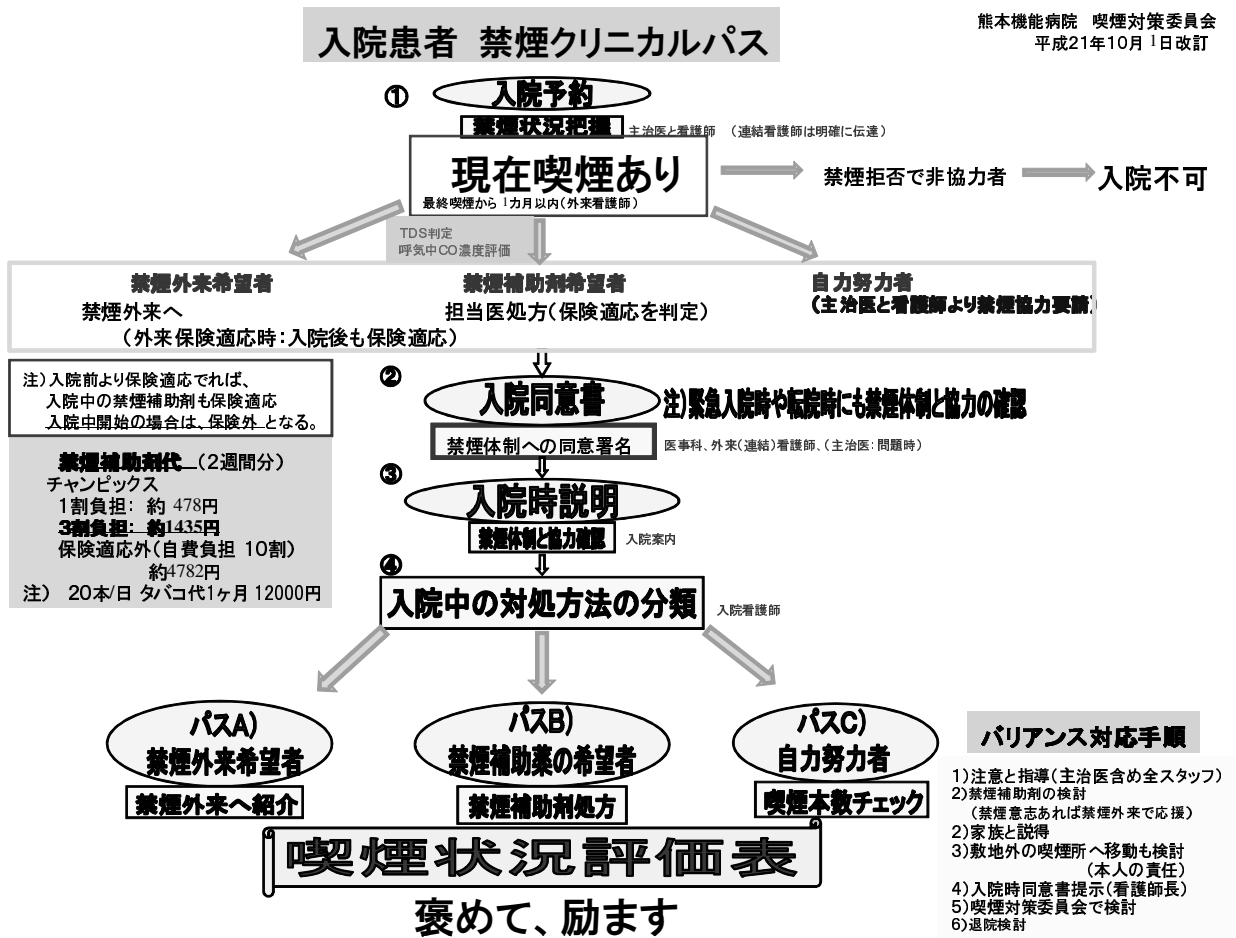 入院患者 禁煙クリニカルパス
熊本機能病院 喫煙対策委員会
平成21年10月1日改訂
① 入院予約
禁煙状況把握 主治医と看護師 (連結看護師は明確に伝達)
現在喫煙あり
最終喫煙から1カ月以内(外来看護師)
禁煙拒否で非協力者
入院不可
TDS判定
呼気中CO濃度評価
禁煙外来希望者
禁煙外来へ
(外来保険適応時:入院後も保険適応)
禁煙補助剤希望者
担当医処方(保険適応を判定)
自力努力者
(主治医と看護師より禁煙協力要請)
注)入院前より保険適応でれば、
入院中の禁煙補助剤も保険適応
入院中開始の場合は、保険外 となる。
禁煙補助剤代 (2週間分)
チャンピックス
1割負担: 約 478円
3割負担: 約1435円
保険適応外(自費負担 10割)
約4782円
注) 20本/日 タバコ代1ヶ月 12000円
② 入院同意書
注)緊急入院時や転院時にも禁煙体制と協力の確認
禁煙体制への同意署名
医事科、外来(連結)看護師、(主治医:問題時)
③ 入院時説明
禁煙体制と協力確認 入院案内
④
入院中の対処方法の分類 入院看護師
パスA)
禁煙外来希望者
禁煙外来へ紹介
パスB)
禁煙補助薬の希望者
禁煙補助剤処方
パスC)
自力努力者
喫煙本数チェック
喫煙状況評価表
褒めて、励ます
バリアンス対応手順
1)注意と指導(主治医含め全スタッフ)
2)禁煙補助剤の検討
(禁煙意志あれば禁煙外来で応援)
2)家族と説得
3)敷地外の喫煙所へ移動も検討
(本人の責任)
4)入院時同意書提示(看護師長)
5)喫煙対策委員会で検討
6)退院検討